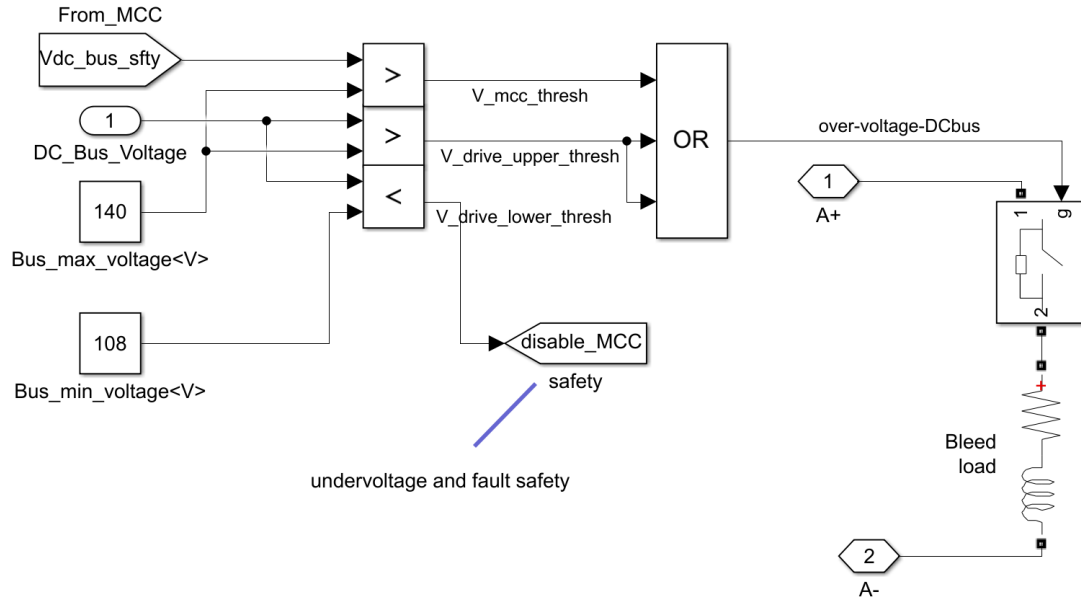 From_MCC
Vdc_bus_sfty
>
1
DC_Bus_Voltage
>
140
Bus_max_voltage<V>
<
108
Bus_min_voltage<V>
V_mcc_thresh
V_drive_upper_thresh
V_drive_lower_thresh
OR
over-voltage-DCbus
disable_MCC
safety
undervoltage and fault safety
1
A+
1
g
2
+
Bleed
load
2
A-